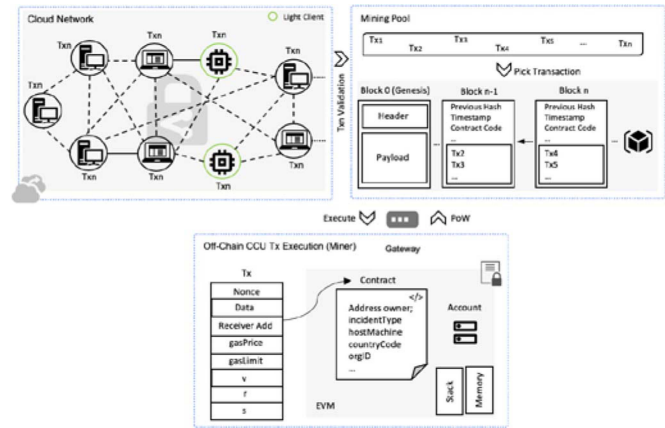 Cloud Network
Light Client
Txn
Txn
Txn
Txn
Txn
Txn
Txn
Txn
Txn
Txn Validation
Mining Pool
Tx1
Tx2
Tx3
Tx4
Tx5
...
Txn
Pick Transaction
Block 0 (Genesis)
Header
Payload
...
Block n-1
Previous Hash
Timestamp
Contract Code
...
Tx2
Tx3
...
Block n
Previous Hash
Timestamp
Contract Code
...
Tx4
Tx5
...
...
Execute
PoW
Off-Chain CCU Tx Execution (Miner)
Gateway
Tx
Nonce
Data
Receiver Add
gasPrice
gasLimit
v
r
s
Contract
</>
Address owner;
incidentType
hostMachine
countryCode
orgID
...
EVM
Account
Stack
Memory